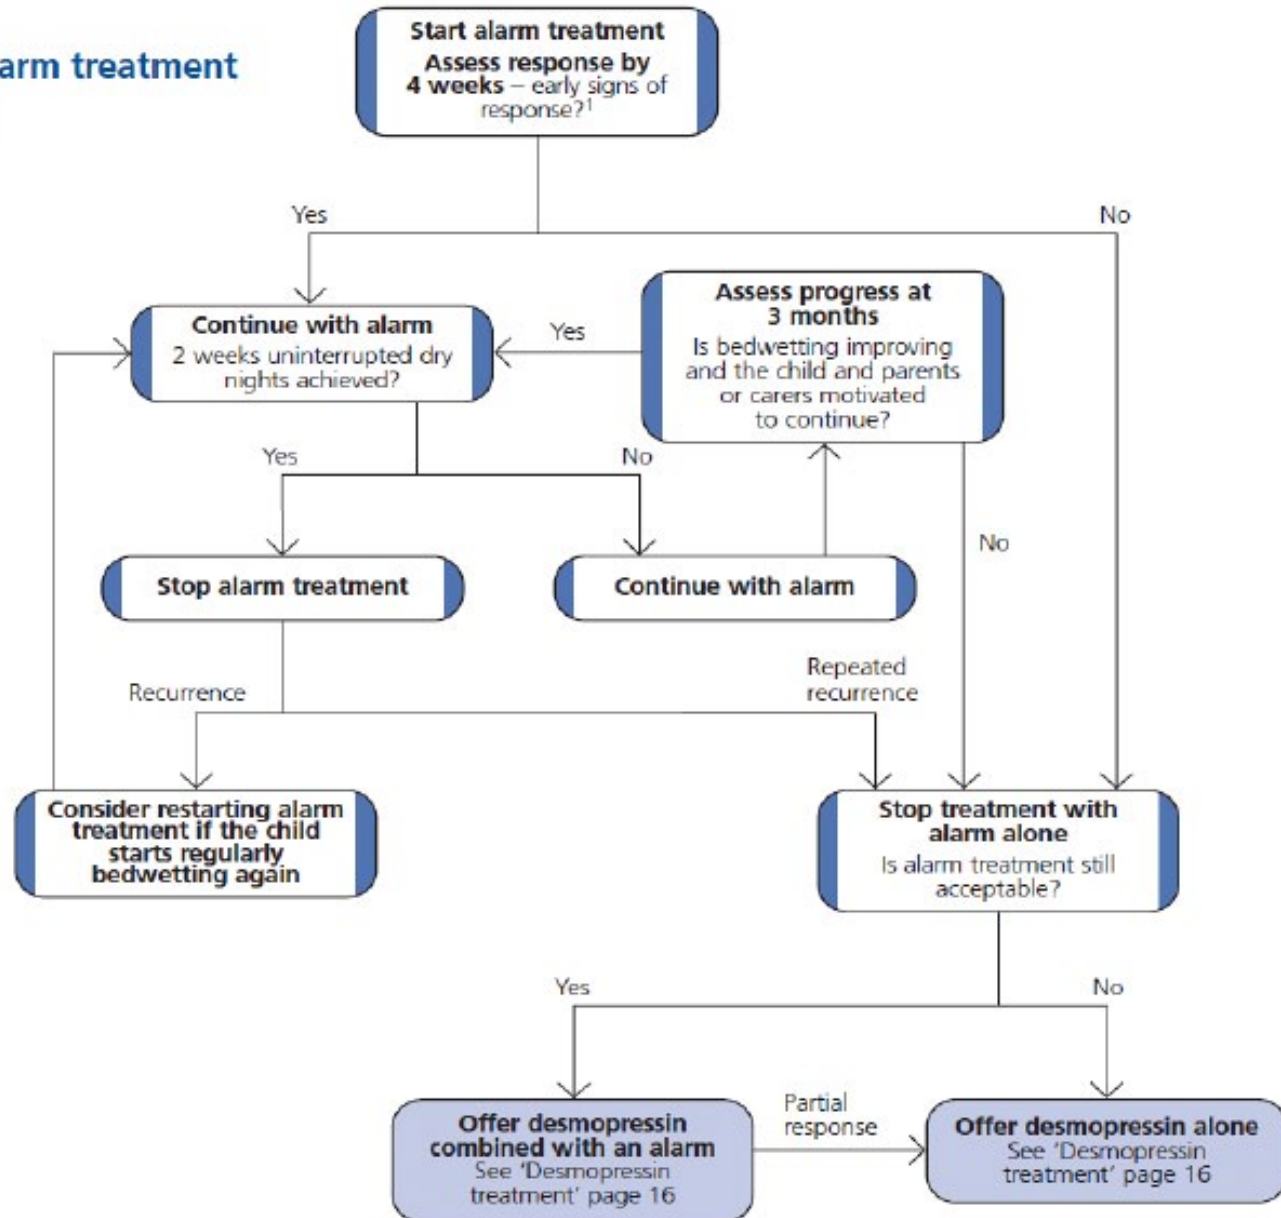 arm treatment
Start alarm treatment
Assess response by
4 weeks – early signs of
response?¹
Yes
No
Continue with alarm
2 weeks uninterrupted dry
nights achieved?
Yes
Assess progress at
3 months
Is bedwetting improving
and the child and parents
or carers motivated
to continue?
Yes
No
No
Stop alarm treatment
Continue with alarm
Recurrence
Repeated
recurrence
Consider restarting alarm
treatment if the child
starts regularly
bedwetting again
Stop treatment with
alarm alone
Is alarm treatment still
acceptable?
Yes
No
Offer desmopressin
combined with an alarm
See ‘Desmopressin
treatment’ page 16
Partial
response
Offer desmopressin alone
See ‘Desmopressin
treatment’ page 16